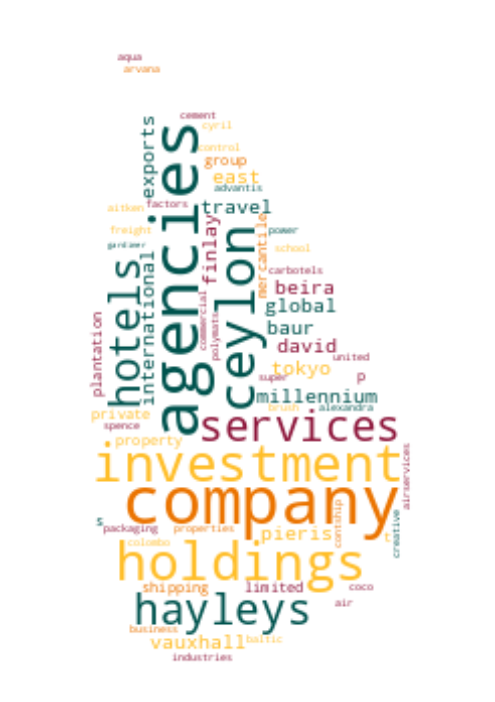 aqua
arvana
cement
cyril
exports
agencies
control
group
east
advantis
aitken
factors
travel
freight
finlay
mercantile
power
gardiner
school
hotels
international
ceylon
carbotels
beira
global
plantation
commercial
polymats
baur
david
united
tokyo
super
p
millennium
private
brush
alexandra
spence
services
property
investment
airservices
company
s
packaging
properties
contship
creative
pieris
t
colombo
holdings
shipping
limited
coco
hayleys
air
business
vauxhall
baltic
industries